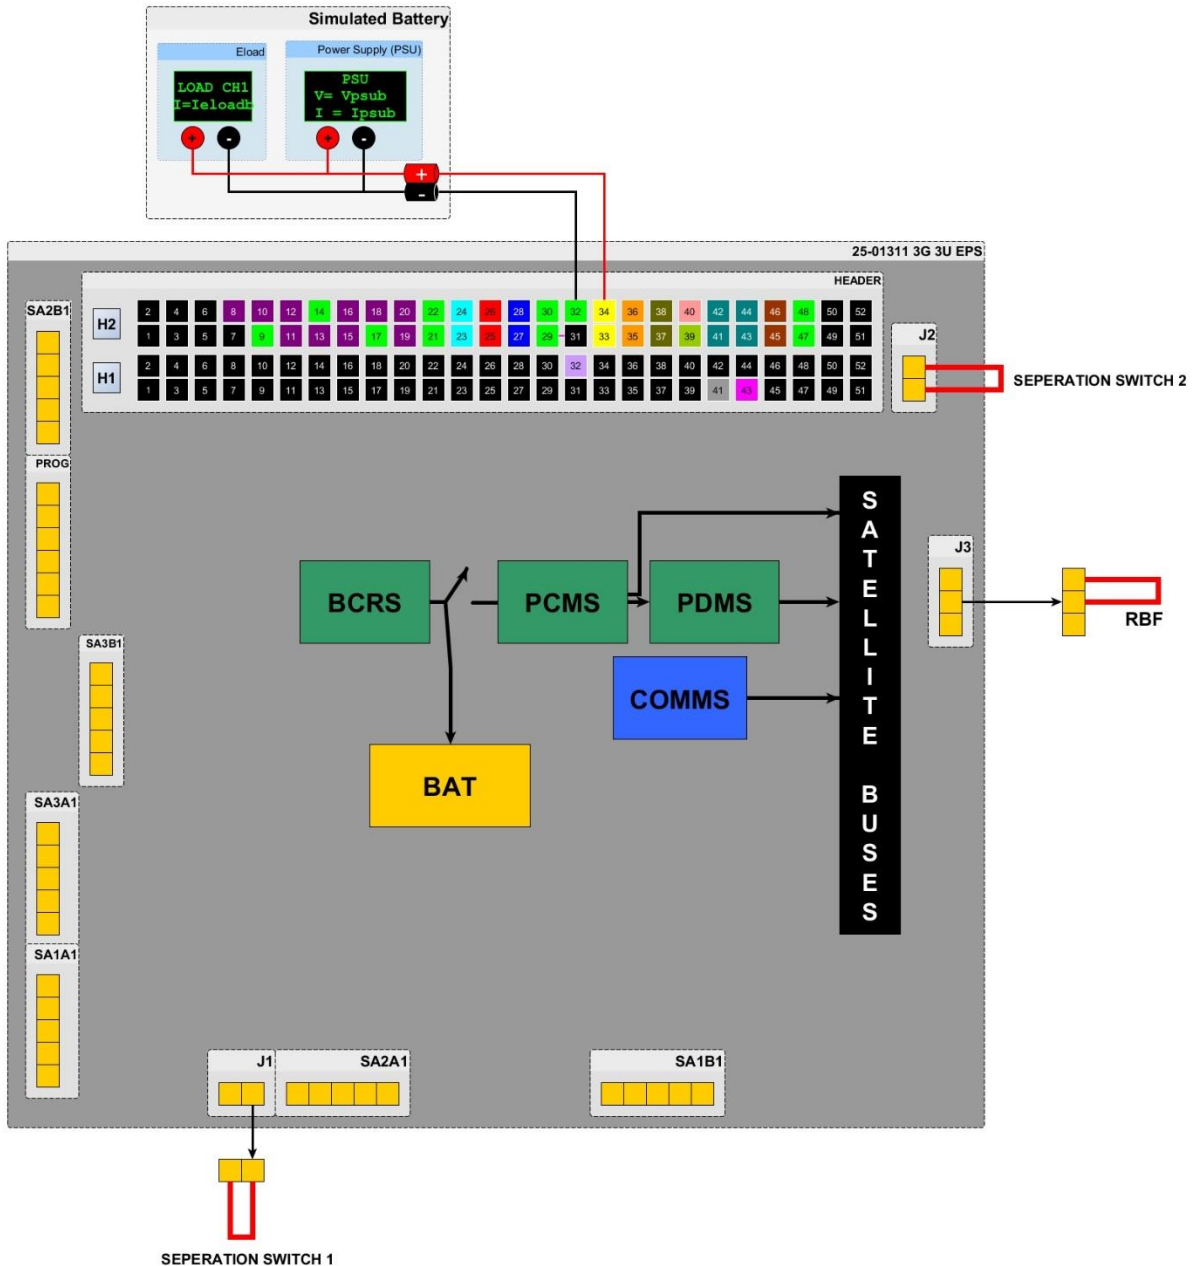 Simulated Battery
Eload
Power Supply (PSU)
LOAD CH1
I=Ieloadb
PSU
V= Vpsub
I = Ipsub
+
-
+
-
+
-
25-01311 3G 3U EPS
HEADER
SA2B1
H2
2 4 6 8 10 12 14 16 18 20 22 24 26 28 30 32 34 36 38 40 42 44 46 48 50 52
1 3 5 7 9 11 13 15 17 19 21 23 25 27 29 31 33 35 37 39 41 43 45 47 49 51
H1
2 4 6 8 10 12 14 16 18 20 22 24 26 28 30 32 34 36 38 40 42 44 46 48 50 52
1 3 5 7 9 11 13 15 17 19 21 23 25 27 29 31 33 35 37 39 41 43 45 47 49 51
J2
SEPERATION SWITCH 2
PROG
SATELLITE BUSES
J3
RBF
BCRS
PCMS
PDMS
COMMS
BAT
SA3B1
SA3A1
SA1A1
J1
SA2A1
SA1B1
SEPERATION SWITCH 1